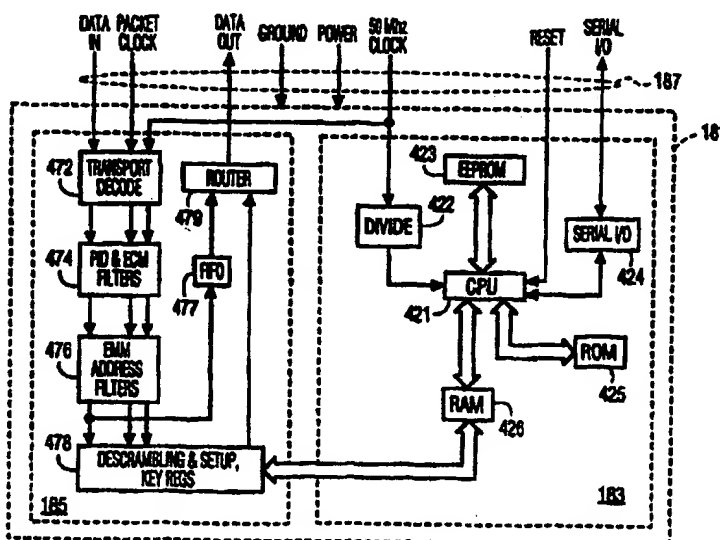 DATA IN
PACKET CLOCK
DATA OUT
GROUND
POWER
50 Mhz CLOCK
RESET
SERIAL I/O
187
18
472
TRANSPORT DECODE
ROUTER
479
423
EEPROM
DIVIDE
422
SERIAL I/O
424
474
PID & ECM FILTERS
FIFO
477
CPU
421
476
EMM ADDRESS FILTERS
ROM
425
RAM
426
478
DESCRAMBLING & SETUP, KEY REGS
185
183